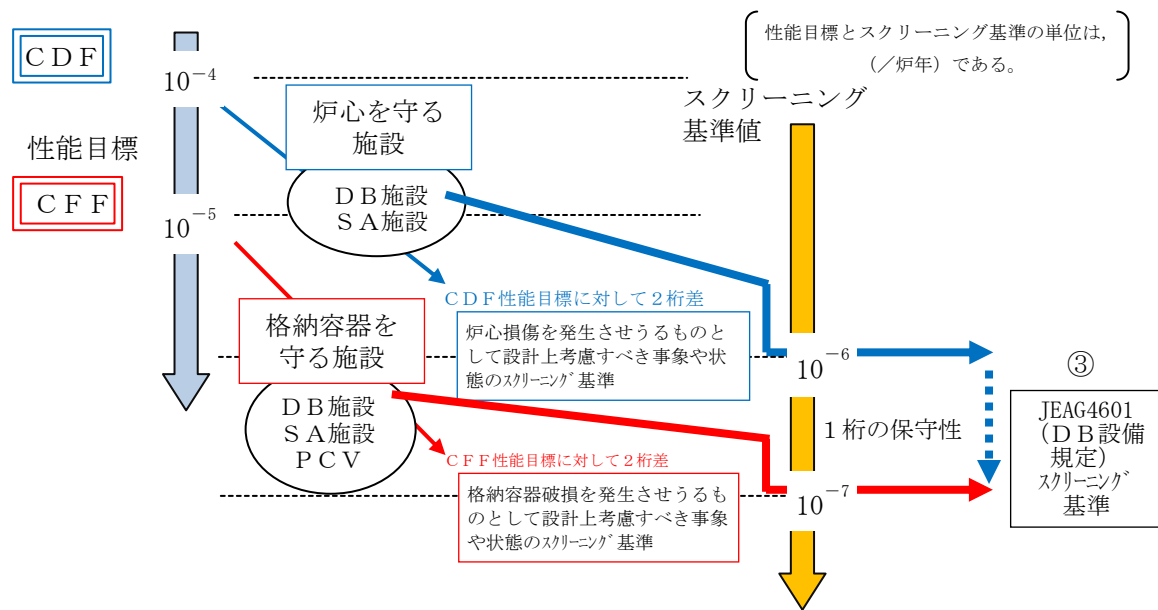 性能目標とスクリーニング基準の単位は，
（／炉年）である。
ＣＤＦ
10⁻⁴
スクリーニング
基準値
炉心を守る
施設
性能目標
ＣＦＦ
ＤＢ施設
ＳＡ施設
10⁻⁵
ＣＤＦ性能目標に対して２桁差
炉心損傷を発生させうるものと
して設計上考慮すべき事象や状
態のｽｸﾘｰﾆﾝｸﾞ基準
格納容器を
守る施設
10⁻⁶
③
ＤＢ施設
ＳＡ施設
ＰＣＶ
１桁の保守性
JEAG4601
（ＤＢ設備
規定）
ｽｸﾘｰﾆﾝｸﾞ
基準
ＣＦＦ性能目標に対して２桁差
格納容器破損を発生させうるも
のとして設計上考慮すべき事象
や状態のｽｸﾘｰﾆﾝｸﾞ基準
10⁻⁷